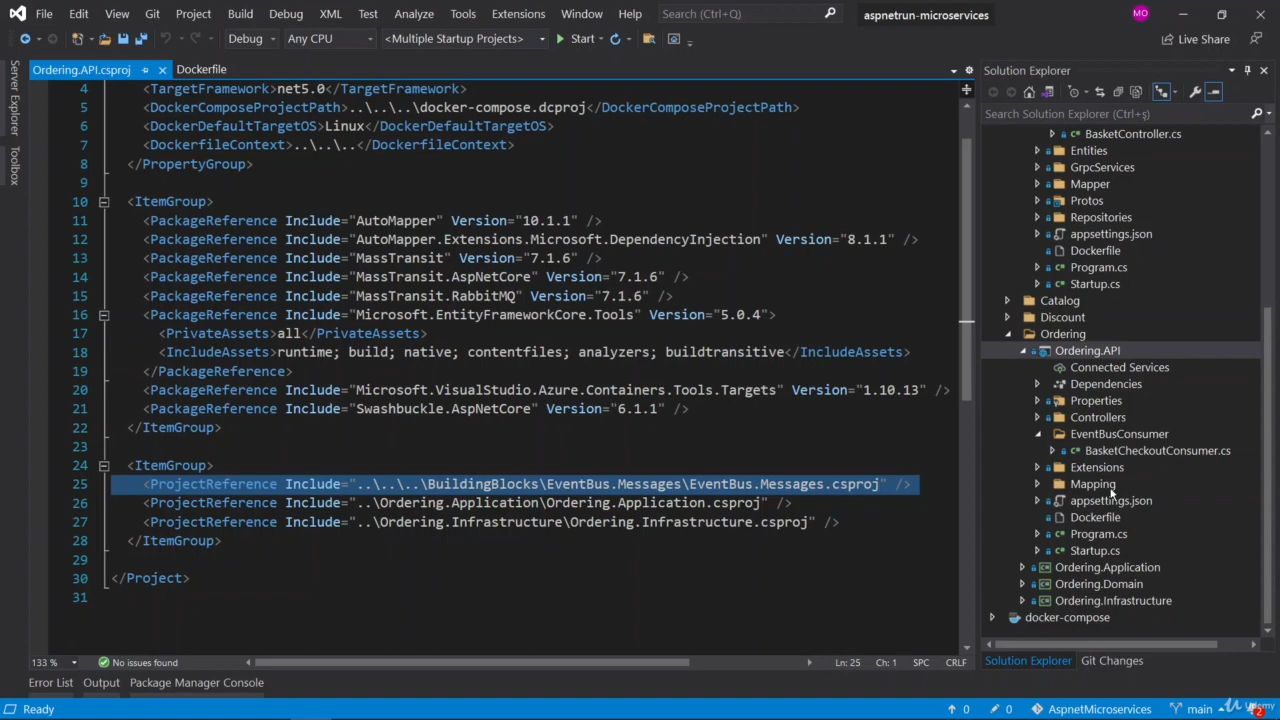 File Edit View Git Project Build Debug XML Test Analyze Tools Extensions Window Help Search (Ctrl+Q) aspnetrun-microservices MO
Debug Any CPU <Multiple Startup Projects> Start Live Share
Server Explorer
Toolbox
Ordering.API.csproj Dockerfile
4 <TargetFramework>net5.0</TargetFramework>
5 <DockerComposeProjectPath>..\..\..\docker-compose.dcproj</DockerComposeProjectPath>
6 <DockerDefaultTargetOS>Linux</DockerDefaultTargetOS>
7 <DockerfileContext>..\..\..</DockerfileContext>
8 </PropertyGroup>
9
10 <ItemGroup>
11 <PackageReference Include="AutoMapper" Version="10.1.1" />
12 <PackageReference Include="AutoMapper.Extensions.Microsoft.DependencyInjection" Version="8.1.1" />
13 <PackageReference Include="MassTransit" Version="7.1.6" />
14 <PackageReference Include="MassTransit.AspNetCore" Version="7.1.6" />
15 <PackageReference Include="MassTransit.RabbitMQ" Version="7.1.6" />
16 <PackageReference Include="Microsoft.EntityFrameworkCore.Tools" Version="5.0.4">
17 <PrivateAssets>all</PrivateAssets>
18 <IncludeAssets>runtime; build; native; contentfiles; analyzers; buildtransitive</IncludeAssets>
19 </PackageReference>
20 <PackageReference Include="Microsoft.VisualStudio.Azure.Containers.Tools.Targets" Version="1.10.13" />
21 <PackageReference Include="Swashbuckle.AspNetCore" Version="6.1.1" />
22 </ItemGroup>
23
24 <ItemGroup>
25 <ProjectReference Include="..\..\..\BuildingBlocks\EventBus.Messages\EventBus.Messages.csproj" />
26 <ProjectReference Include="..\Ordering.Application\Ordering.Application.csproj" />
27 <ProjectReference Include="..\Ordering.Infrastructure\Ordering.Infrastructure.csproj" />
28 </ItemGroup>
29
30 </Project>
31
133 % No issues found Ln: 25 Ch: 1 SPC CRLF
Solution Explorer
Search Solution Explorer (Ctrl+ş)
BasketController.cs
Entities
GrpcServices
Mapper
Protos
Repositories
appsettings.json
Dockerfile
Program.cs
Startup.cs
Catalog
Discount
Ordering
Ordering.API
Connected Services
Dependencies
Properties
Controllers
EventBusConsumer
BasketCheckoutConsumer.cs
Extensions
Mapping
appsettings.json
Dockerfile
Program.cs
Startup.cs
Ordering.Application
Ordering.Domain
Ordering.Infrastructure
docker-compose
Solution Explorer Git Changes
Error List Output Package Manager Console
Ready 0 0 AspnetMicroservices main 2
Udemy